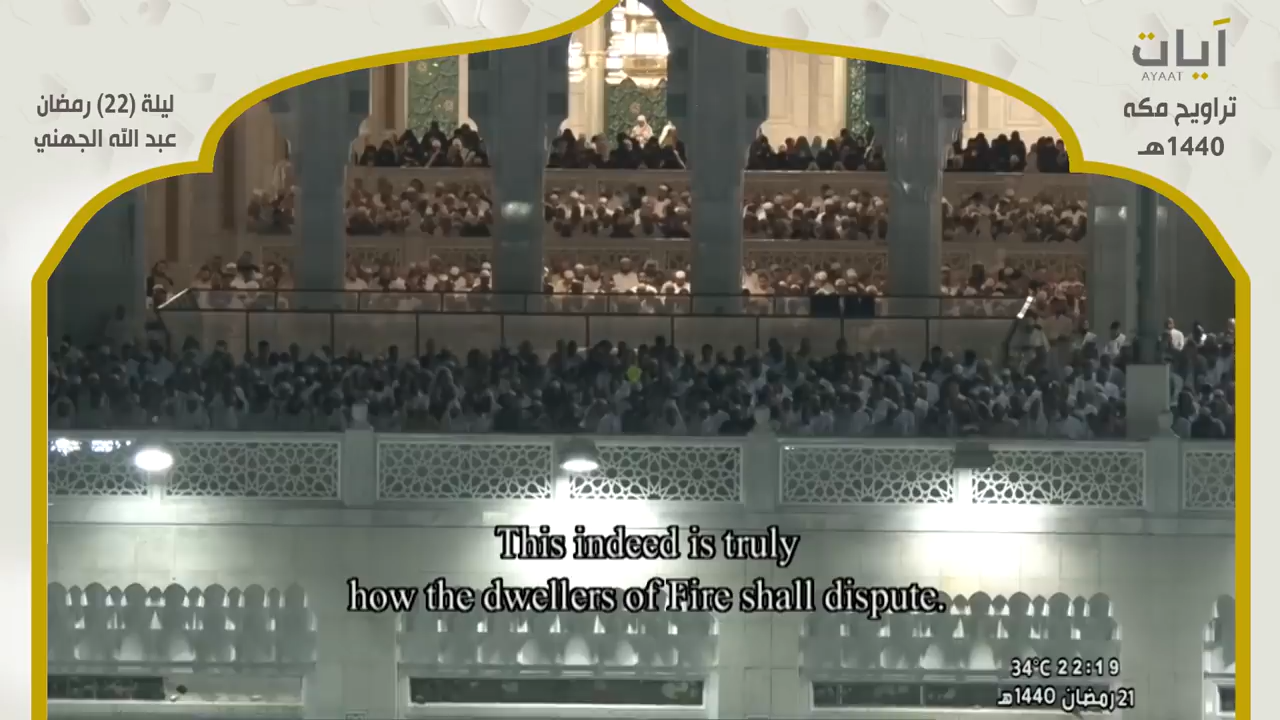 آيات
AYAAT
تراويح مكه
1440هـ
ليلة (22) رمضان
عبد الله الجهني
This indeed is truly
how the dwellers of Fire shall dispute.
34°C 22:19
21 رمضان 1440هـ